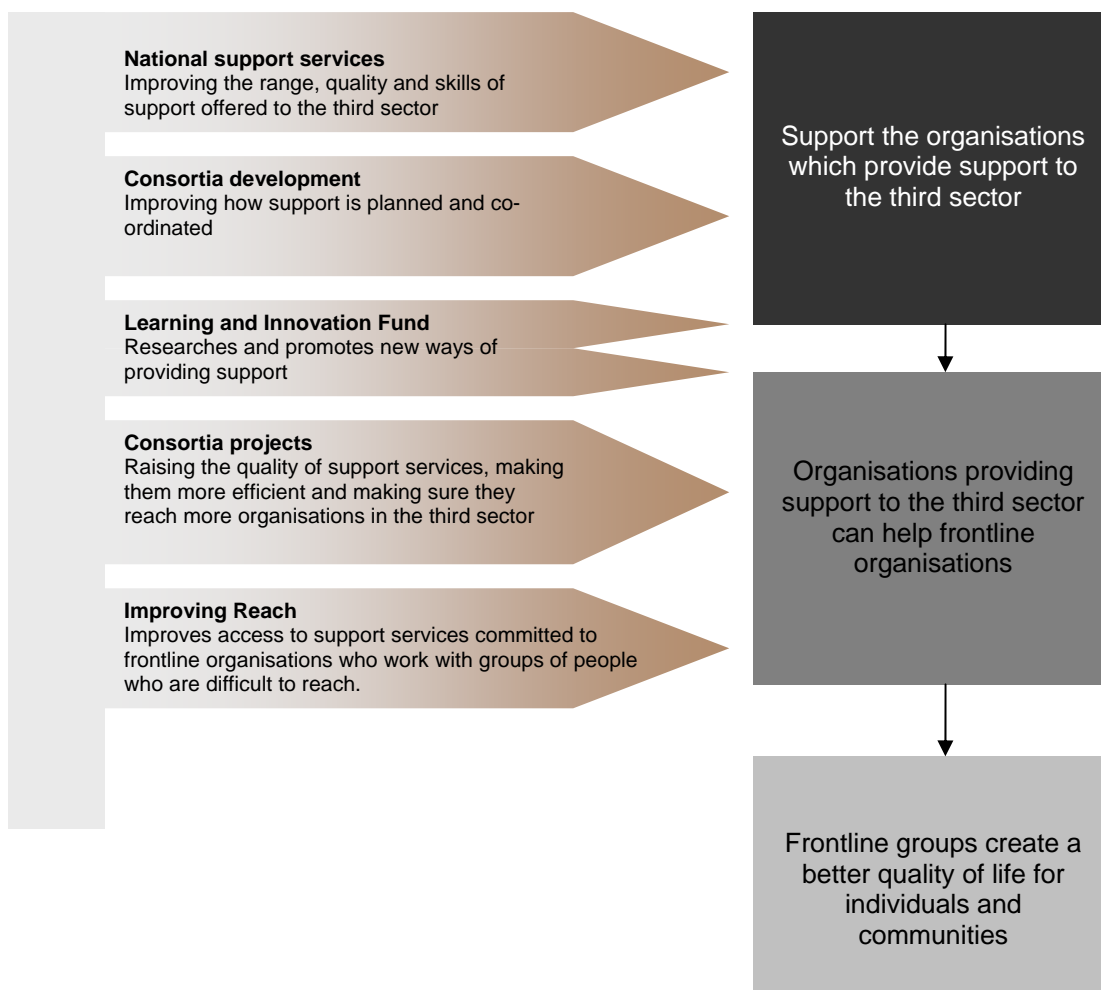 National support services
Improving the range, quality and skills of
support offered to the third sector
Consortia development
Improving how support is planned and co-
ordinated
Learning and Innovation Fund
Researches and promotes new ways of
providing support
Consortia projects
Raising the quality of support services, making
them more efficient and making sure they
reach more organisations in the third sector
Improving Reach
Improves access to support services committed to
frontline organisations who work with groups of people
who are difficult to reach.
Support the organisations
which provide support to
the third sector
Organisations providing
support to the third sector
can help frontline
organisations
Frontline groups create a
better quality of life for
individuals and
communities